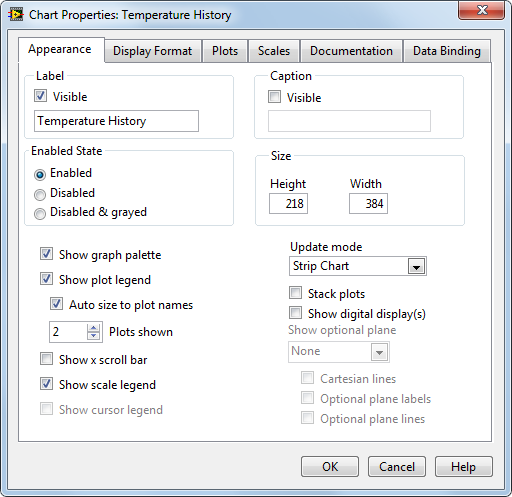 Chart Properties: Temperature History
Appearance Display Format Plots Scales Documentation Data Binding
Label
Visible
Temperature History
Caption
Visible
Enabled State
Enabled
Disabled
Disabled & grayed
Size
Height Width
218 384
Show graph palette
Show plot legend
Auto size to plot names
2 Plots shown
Show x scroll bar
Show scale legend
Show cursor legend
Update mode
Strip Chart
Stack plots
Show digital display(s)
Show optional plane
None
Cartesian lines
Optional plane labels
Optional plane lines
OK Cancel Help